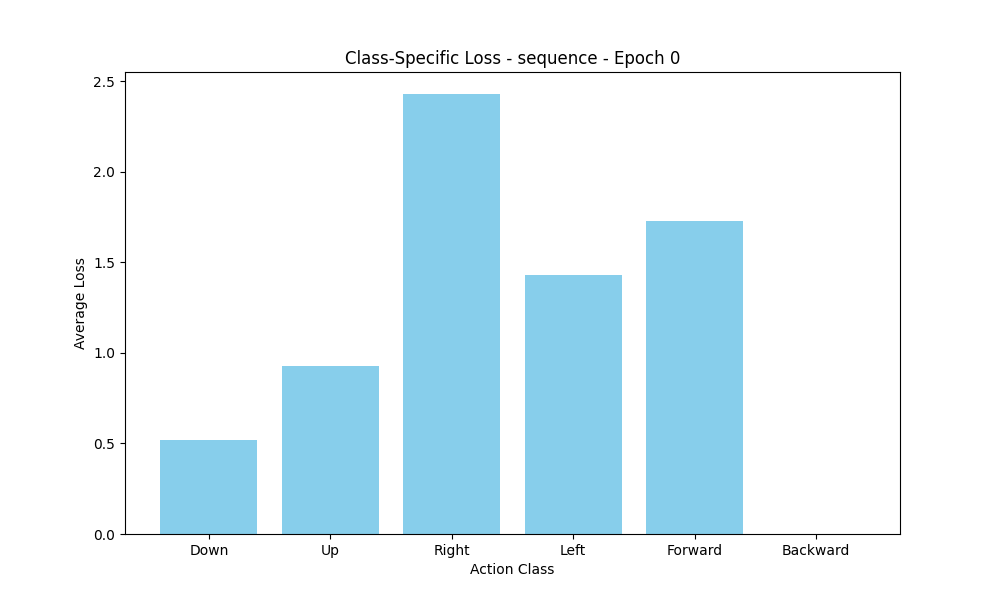 Class-Specific Loss - sequence - Epoch 0
2.5
2.0
1.5
1.0
0.5
0.0
Average Loss
Down Up Right Left Forward Backward
Action Class